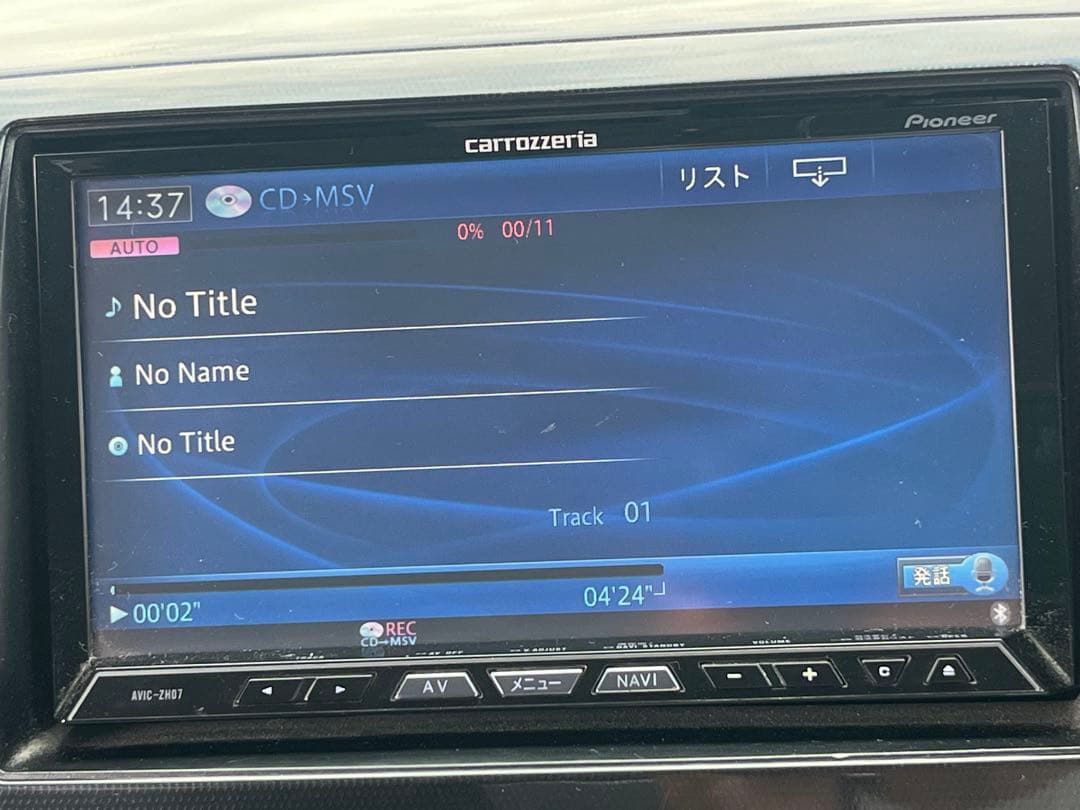 carrozzeria
Pioneer
14:37 CD→MSV リスト
AUTO 0% 00/11
No Title
No Name
No Title
Track 01
04'24"
発話
00'02"
REC
CD→MSV
VOLUME
AVIC-ZH07 AV メニュー NAVI - + C